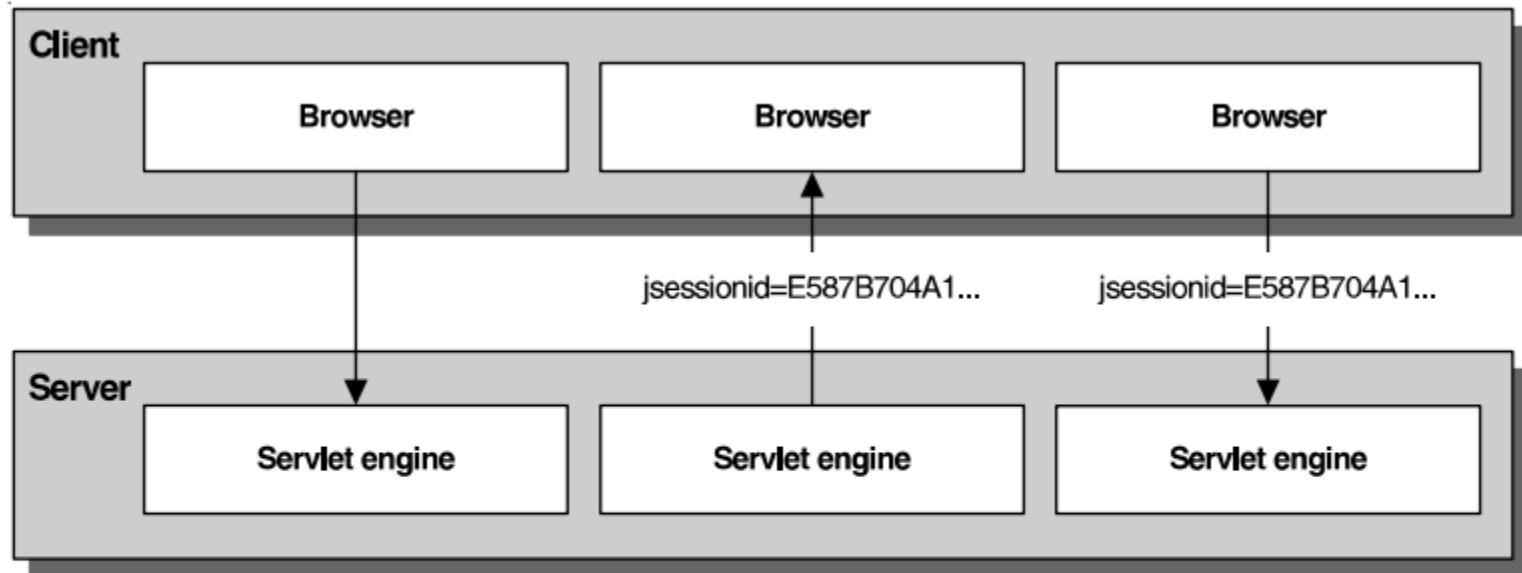 Client
Browser
Browser
Browser
jsessionid=E587B704A1...
jsessionid=E587B704A1...
Server
Servlet engine
Servlet engine
Servlet engine